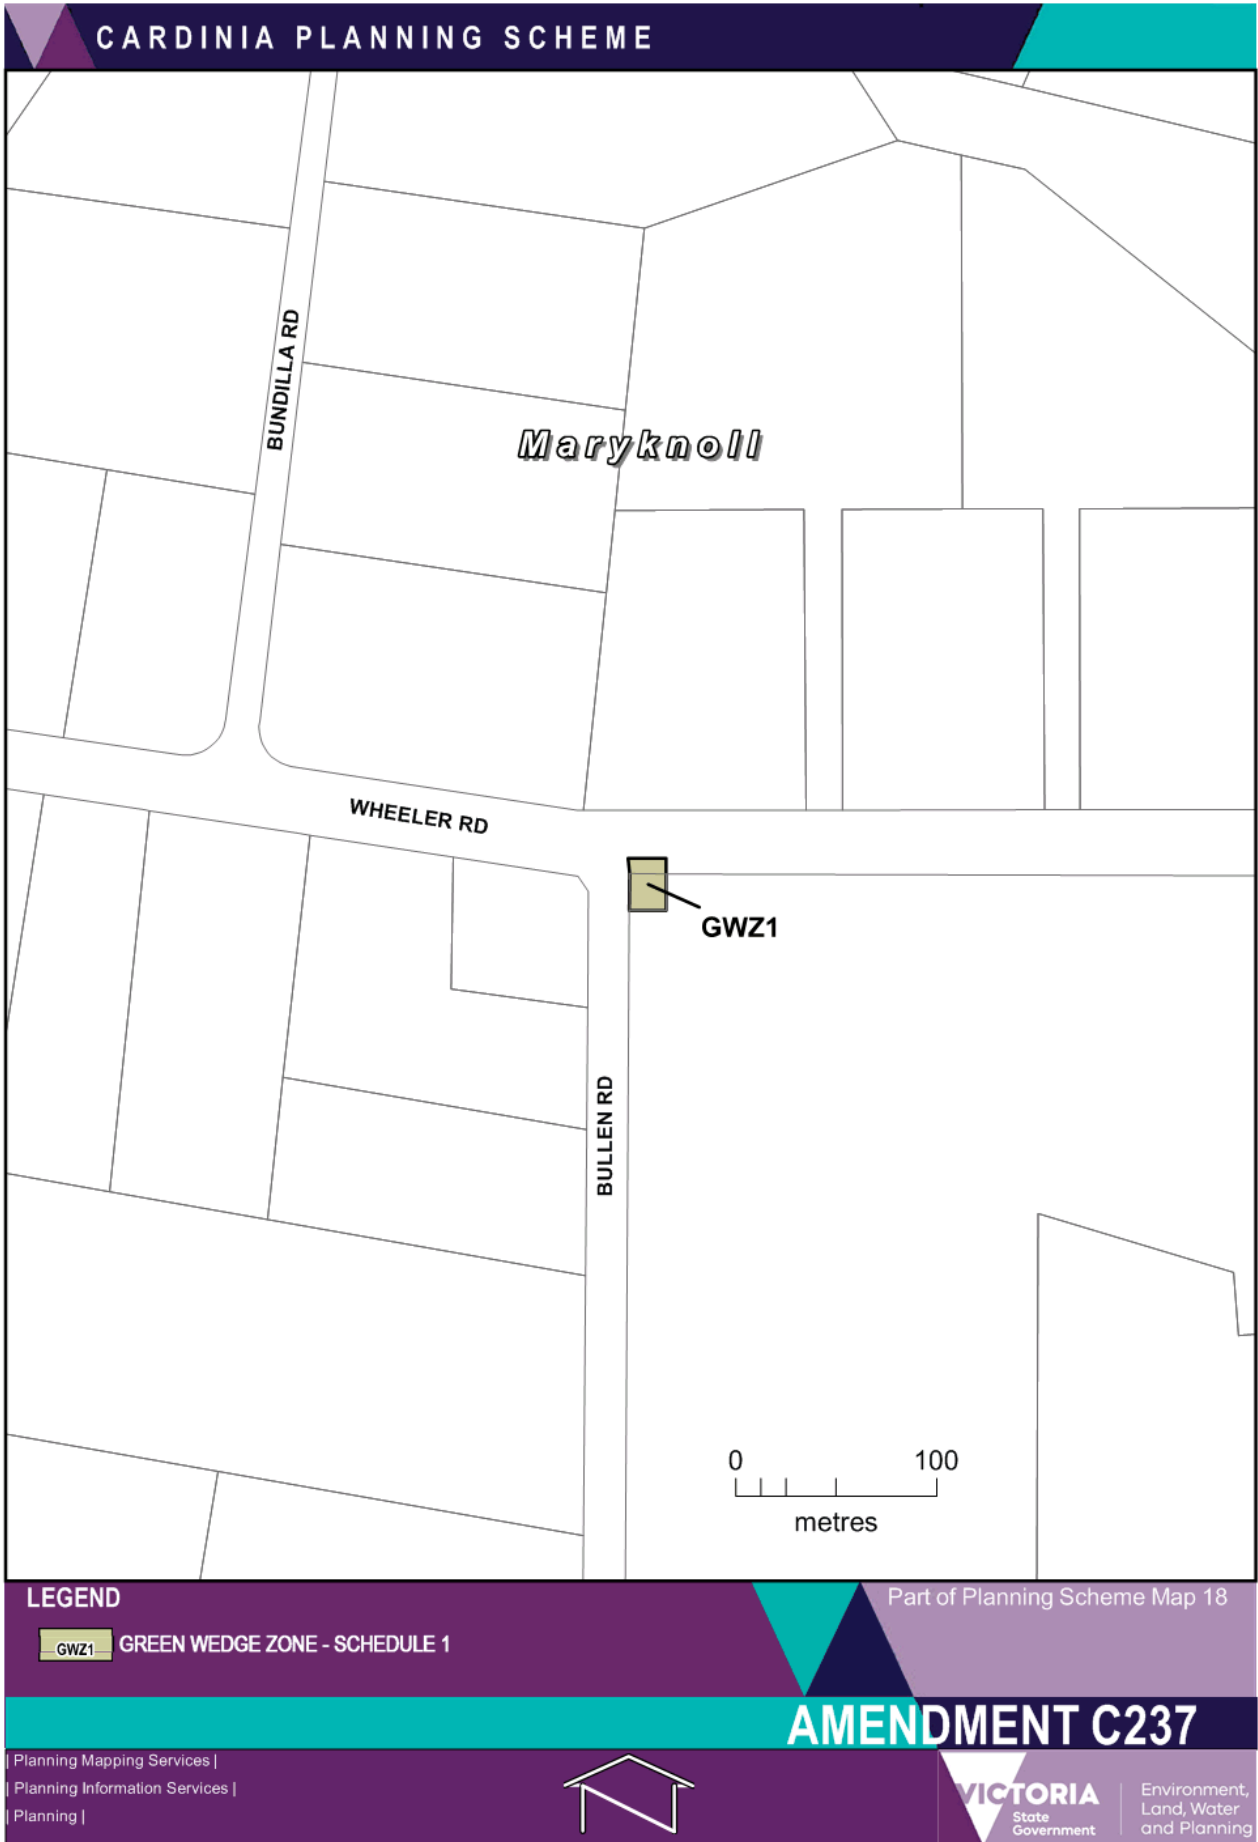 CARDINIA PLANNING SCHEME
BUNDILLA RD
Maryknoll
WHEELER RD
GWZ1
BULLEN RD
0 100
metres
LEGEND
Part of Planning Scheme Map 18
GWZ1 GREEN WEDGE ZONE - SCHEDULE 1
AMENDMENT C237
| Planning Mapping Services |
| Planning Information Services |
| Planning |
VICTORIA
State
Government
Environment,
Land, Water
and Planning